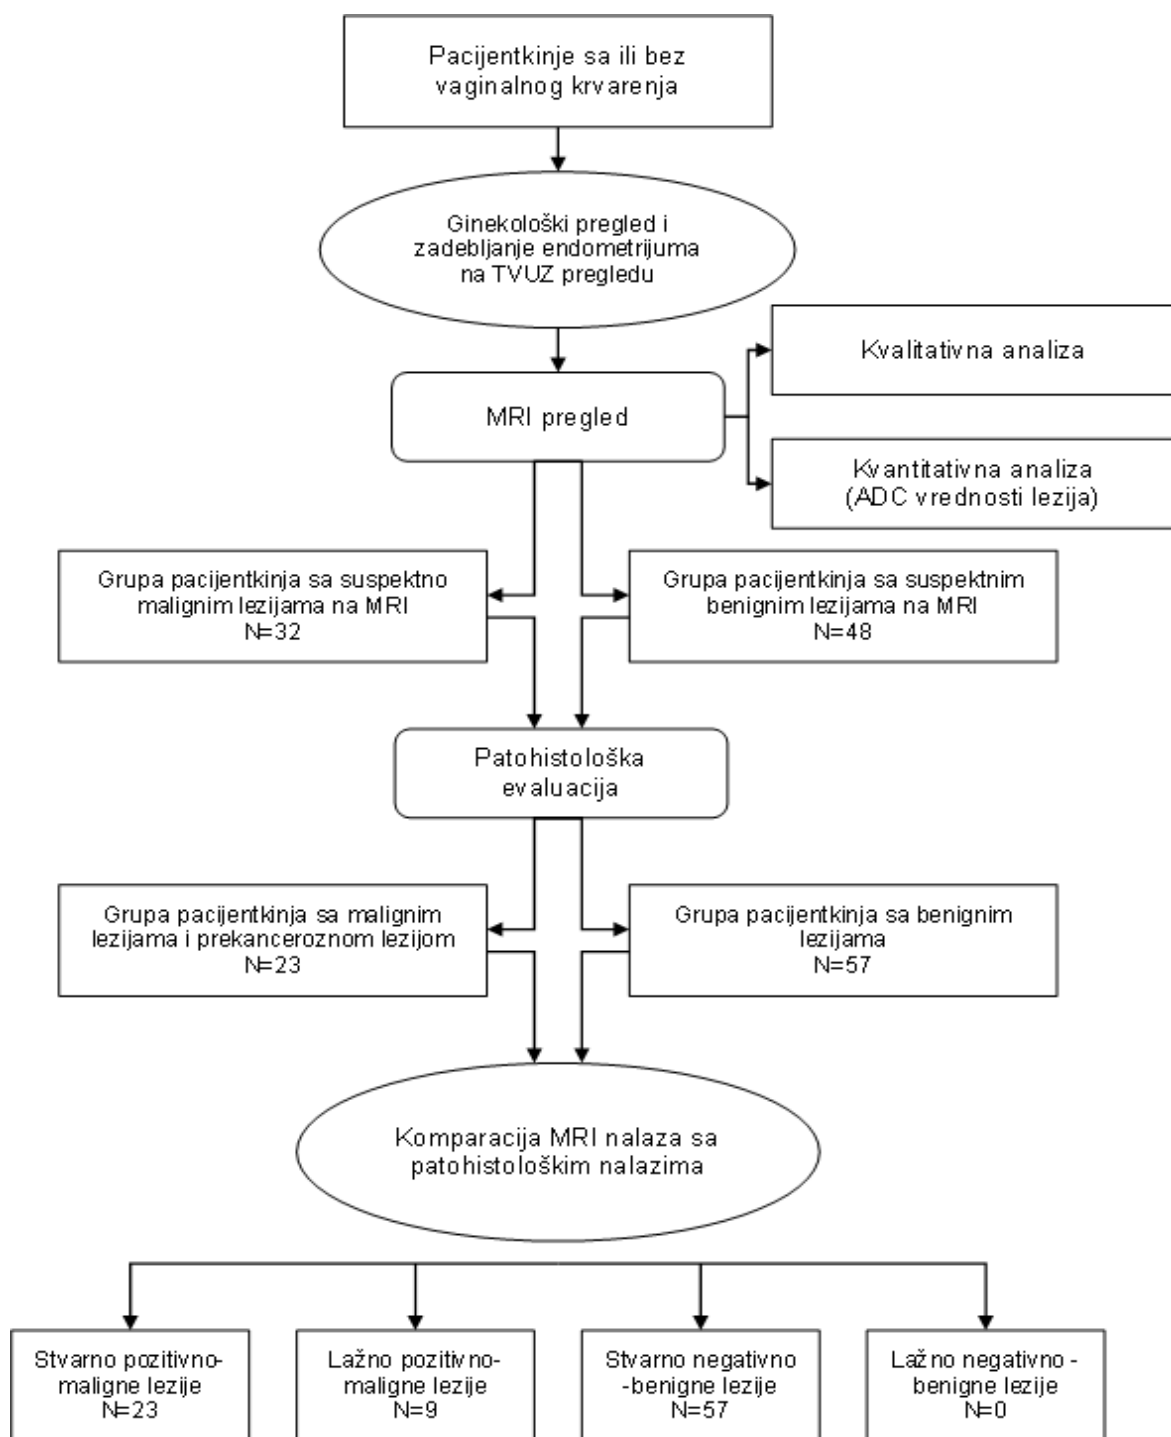 Pacijentkinje sa ili bez
vaginalnog krvarenja
Ginekološki pregled i
zadebljanje endometrijuma
na TVUZ pregledu
Kvalitativna analiza
MRI pregled
Kvantitativna analiza
(ADC vrednosti lezija)
Grupa pacijentkinja sa suspektno
malignim lezijama na MRI
N=32
Grupa pacijentkinja sa suspektnim
benignim lezijama na MRI
N=48
Patohistološka
evaluacija
Grupa pacijentkinja sa malignim
lezijama i prekanceroznom lezijom
N=23
Grupa pacijentkinja sa benignim
lezijama
N=57
Komparacija MRI nalaza sa
patohistološkim nalazima
Stvarno pozitivno-
maligne lezije
N=23
Lažno pozitivno-
maligne lezije
N=9
Stvarno negativno
-benigne lezije
N=57
Lažno negativno -
benigne lezije
N=0